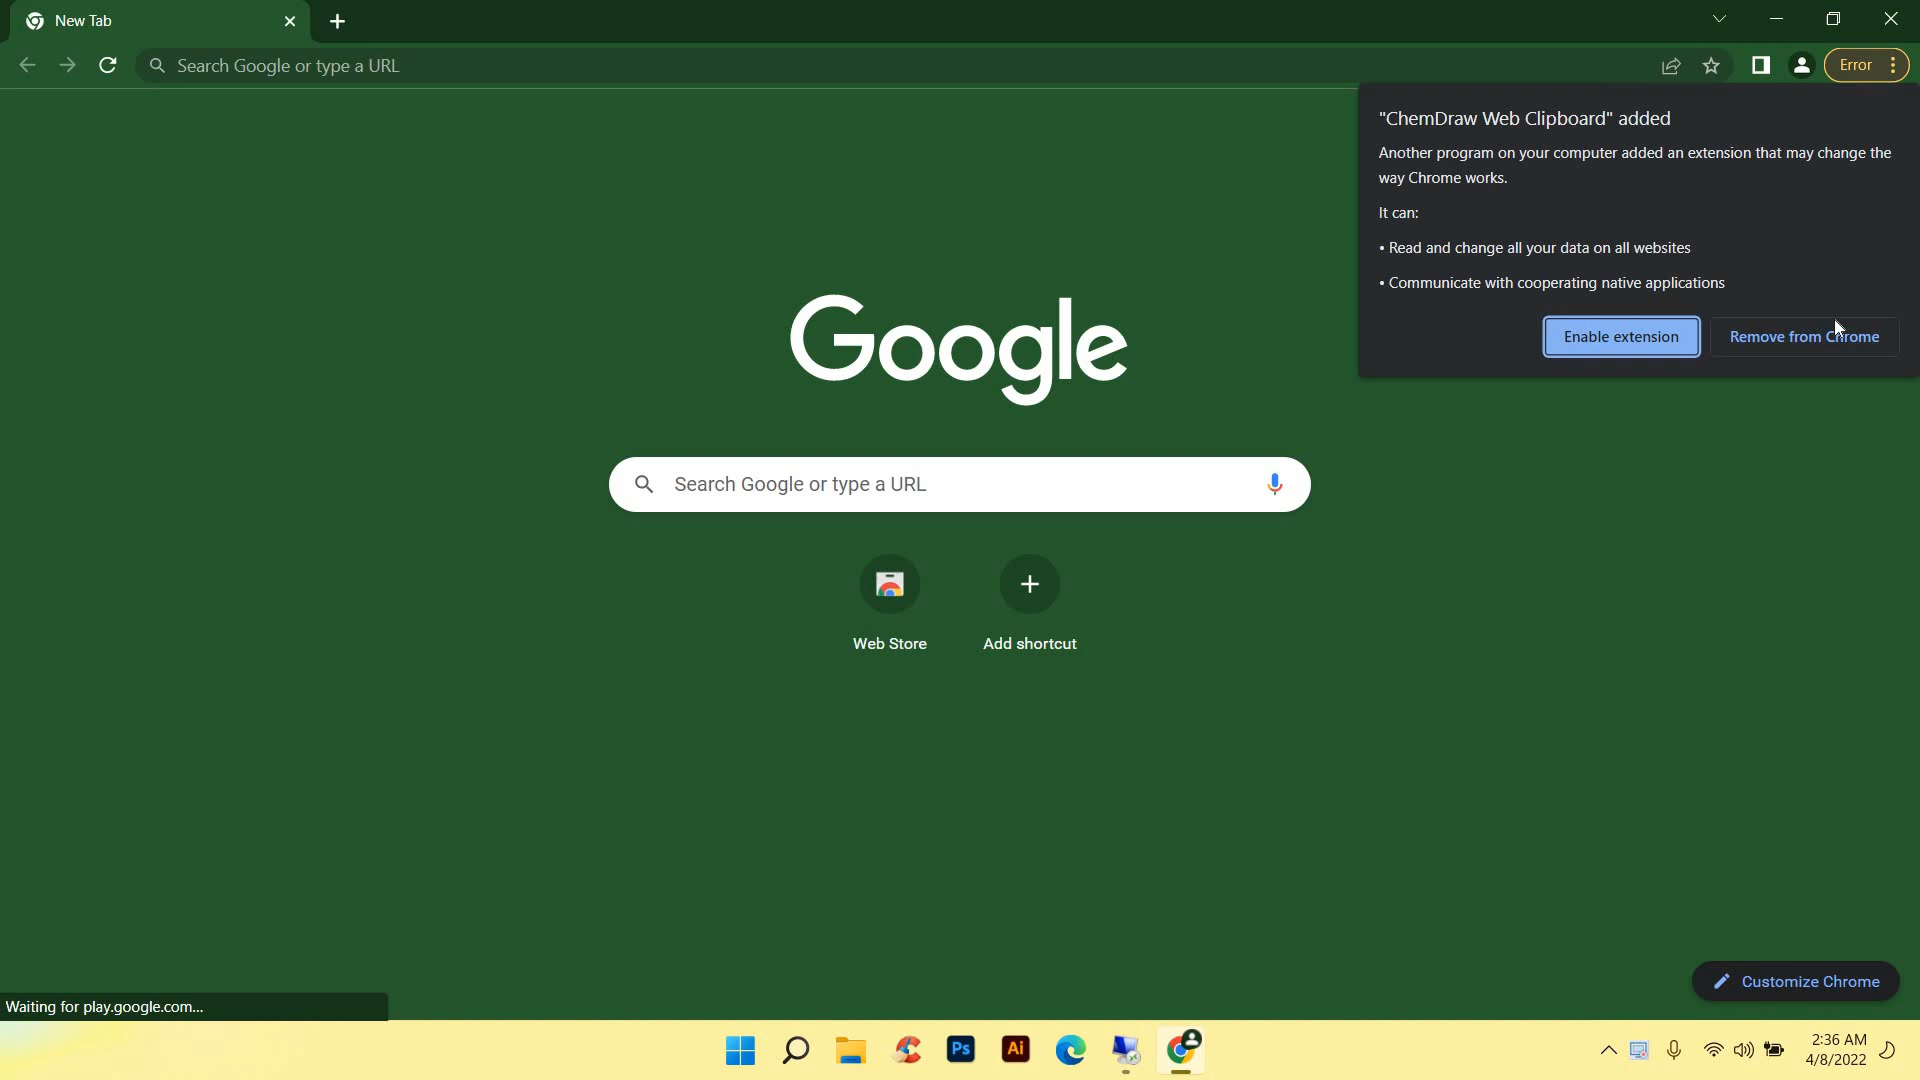 New Tab
Search Google or type a URL
Error
"ChemDraw Web Clipboard" added
Another program on your computer added an extension that may change the
way Chrome works.
It can:
• Read and change all your data on all websites
• Communicate with cooperating native applications
Enable extension
Remove from Chrome
Google
Search Google or type a URL
Web Store
Add shortcut
Customize Chrome
Waiting for play.google.com...
Ps
Ai
2:36 AM
4/8/2022